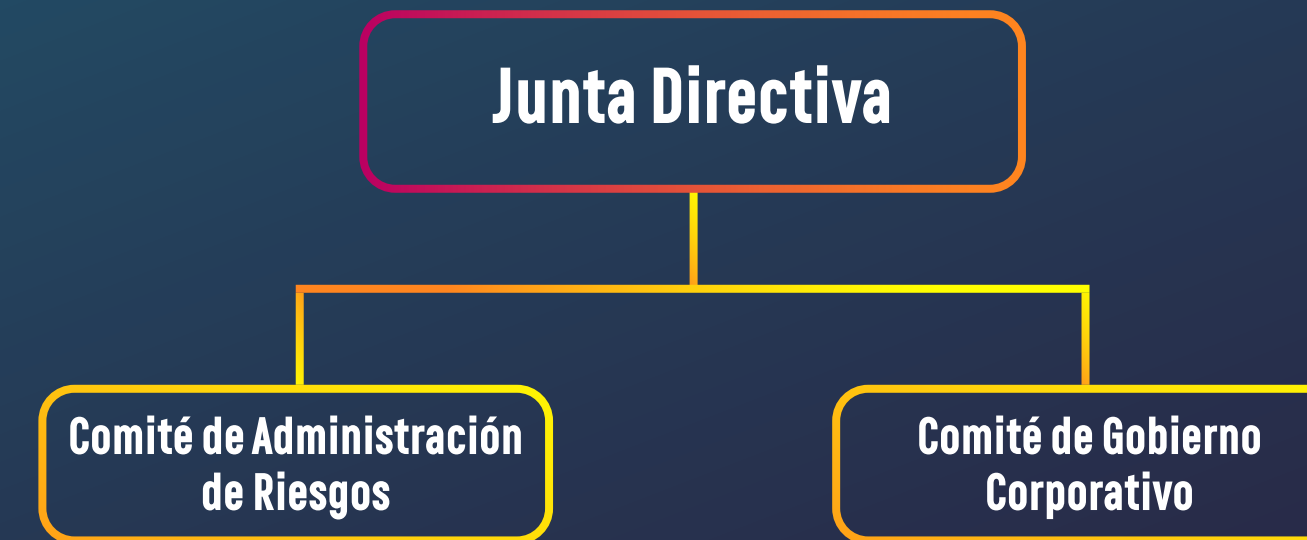 Junta Directiva
Comité de Administración
de Riesgos
Comité de Gobierno
Corporativo